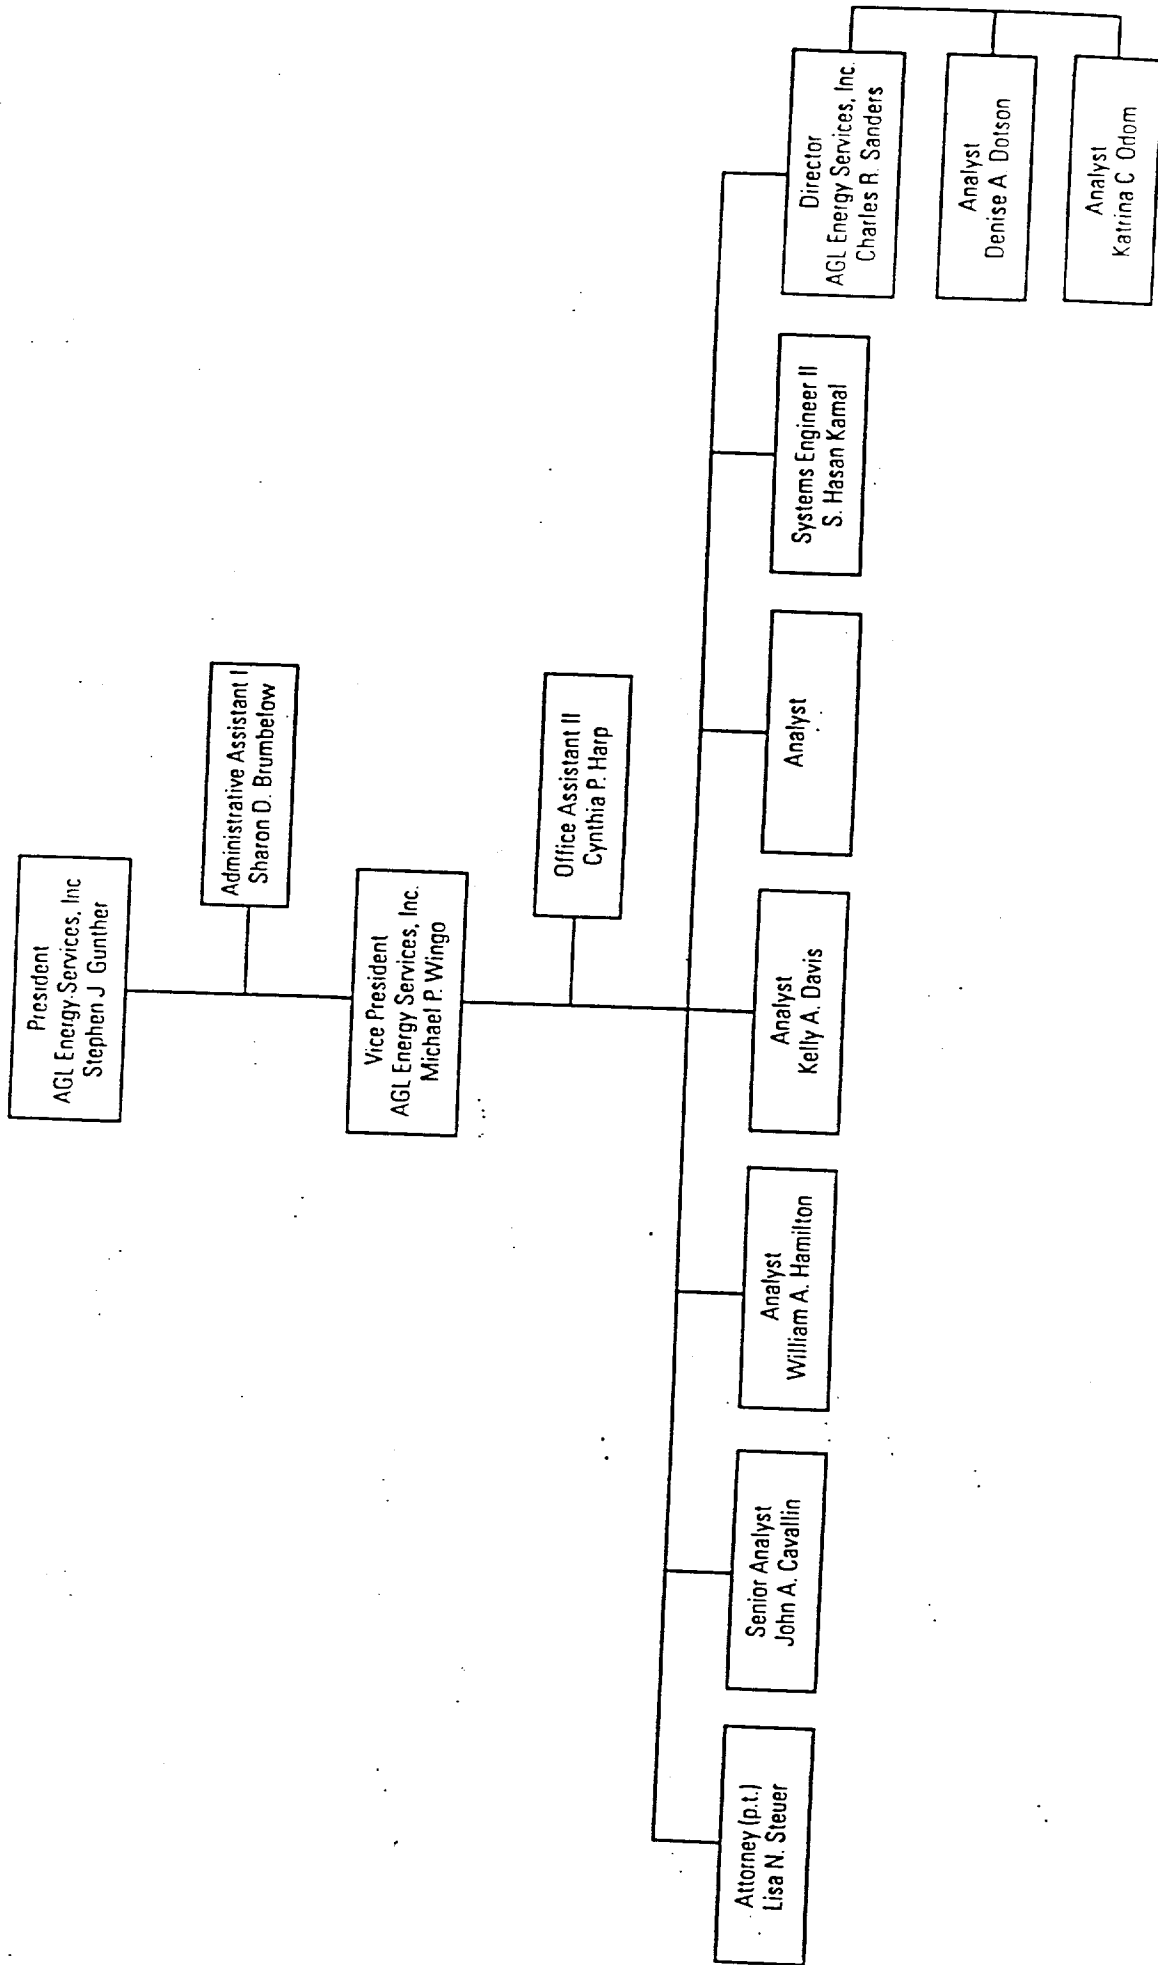 President
AGL Energy Services, Inc
Stephen J Gunther
Administrative Assistant I
Sharon D. Brumbelow
Vice President
AGL Energy Services, Inc.
Michael P. Wingo
Office Assistant II
Cynthia P. Harp
Attorney (p.t.)
Lisa N. Steuer
Senior Analyst
John A. Cavallin
Analyst
William A. Hamilton
Analyst
Kelly A. Davis
Analyst
Systems Engineer II
S. Hasan Kamal
Director
AGL Energy Services, Inc.
Charles R. Sanders
Analyst
Denise A. Dotson
Analyst
Katrina C Odom